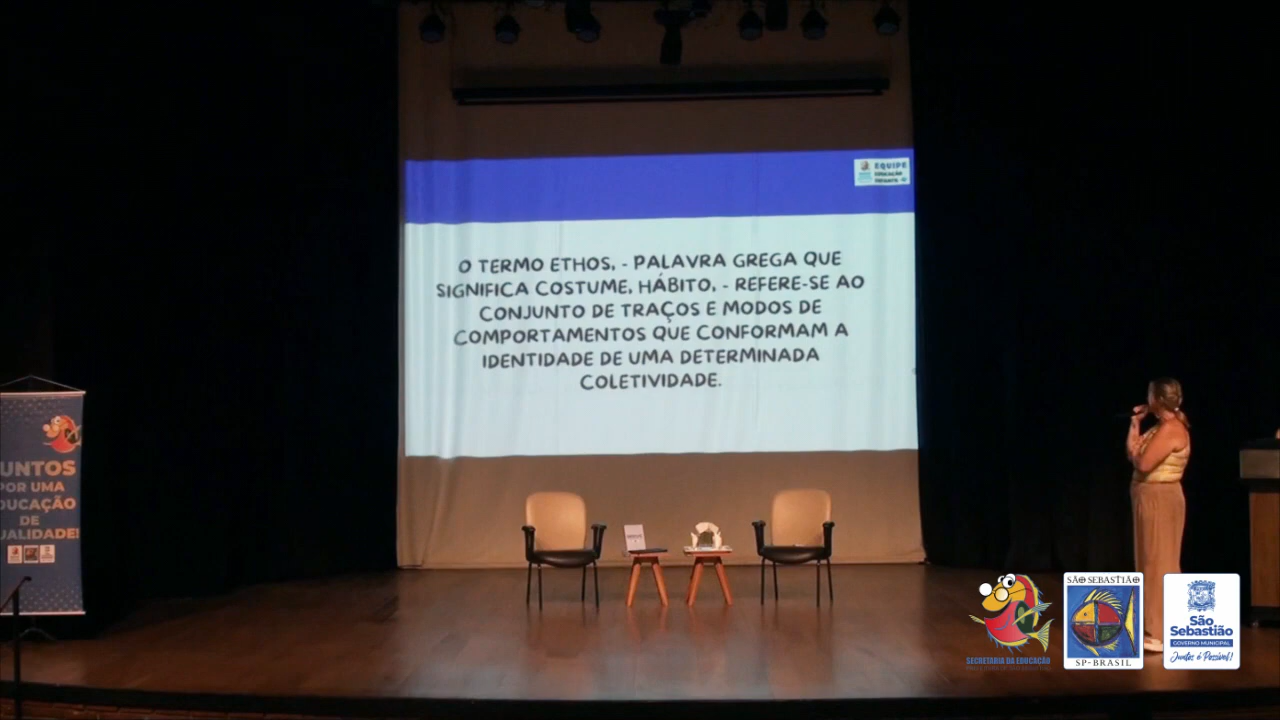 EQUIPE
EDUCAÇÃO
INFANTIL
O TERMO ETHOS, - PALAVRA GREGA QUE
SIGNIFICA COSTUME, HÁBITO, - REFERE-SE AO
CONJUNTO DE TRAÇOS E MODOS DE
COMPORTAMENTOS QUE CONFORMAM A
IDENTIDADE DE UMA DETERMINADA
COLETIVIDADE.
UNTOS
POR UMA
DUCAÇÃO
DE
UALIDADE!
SECRETARIA DA EDUCAÇÃO
SÃO SEBASTIÃO
SP-BRASIL
São
Sebastião
GOVERNO MUNICIPAL
Juntos é Possível!